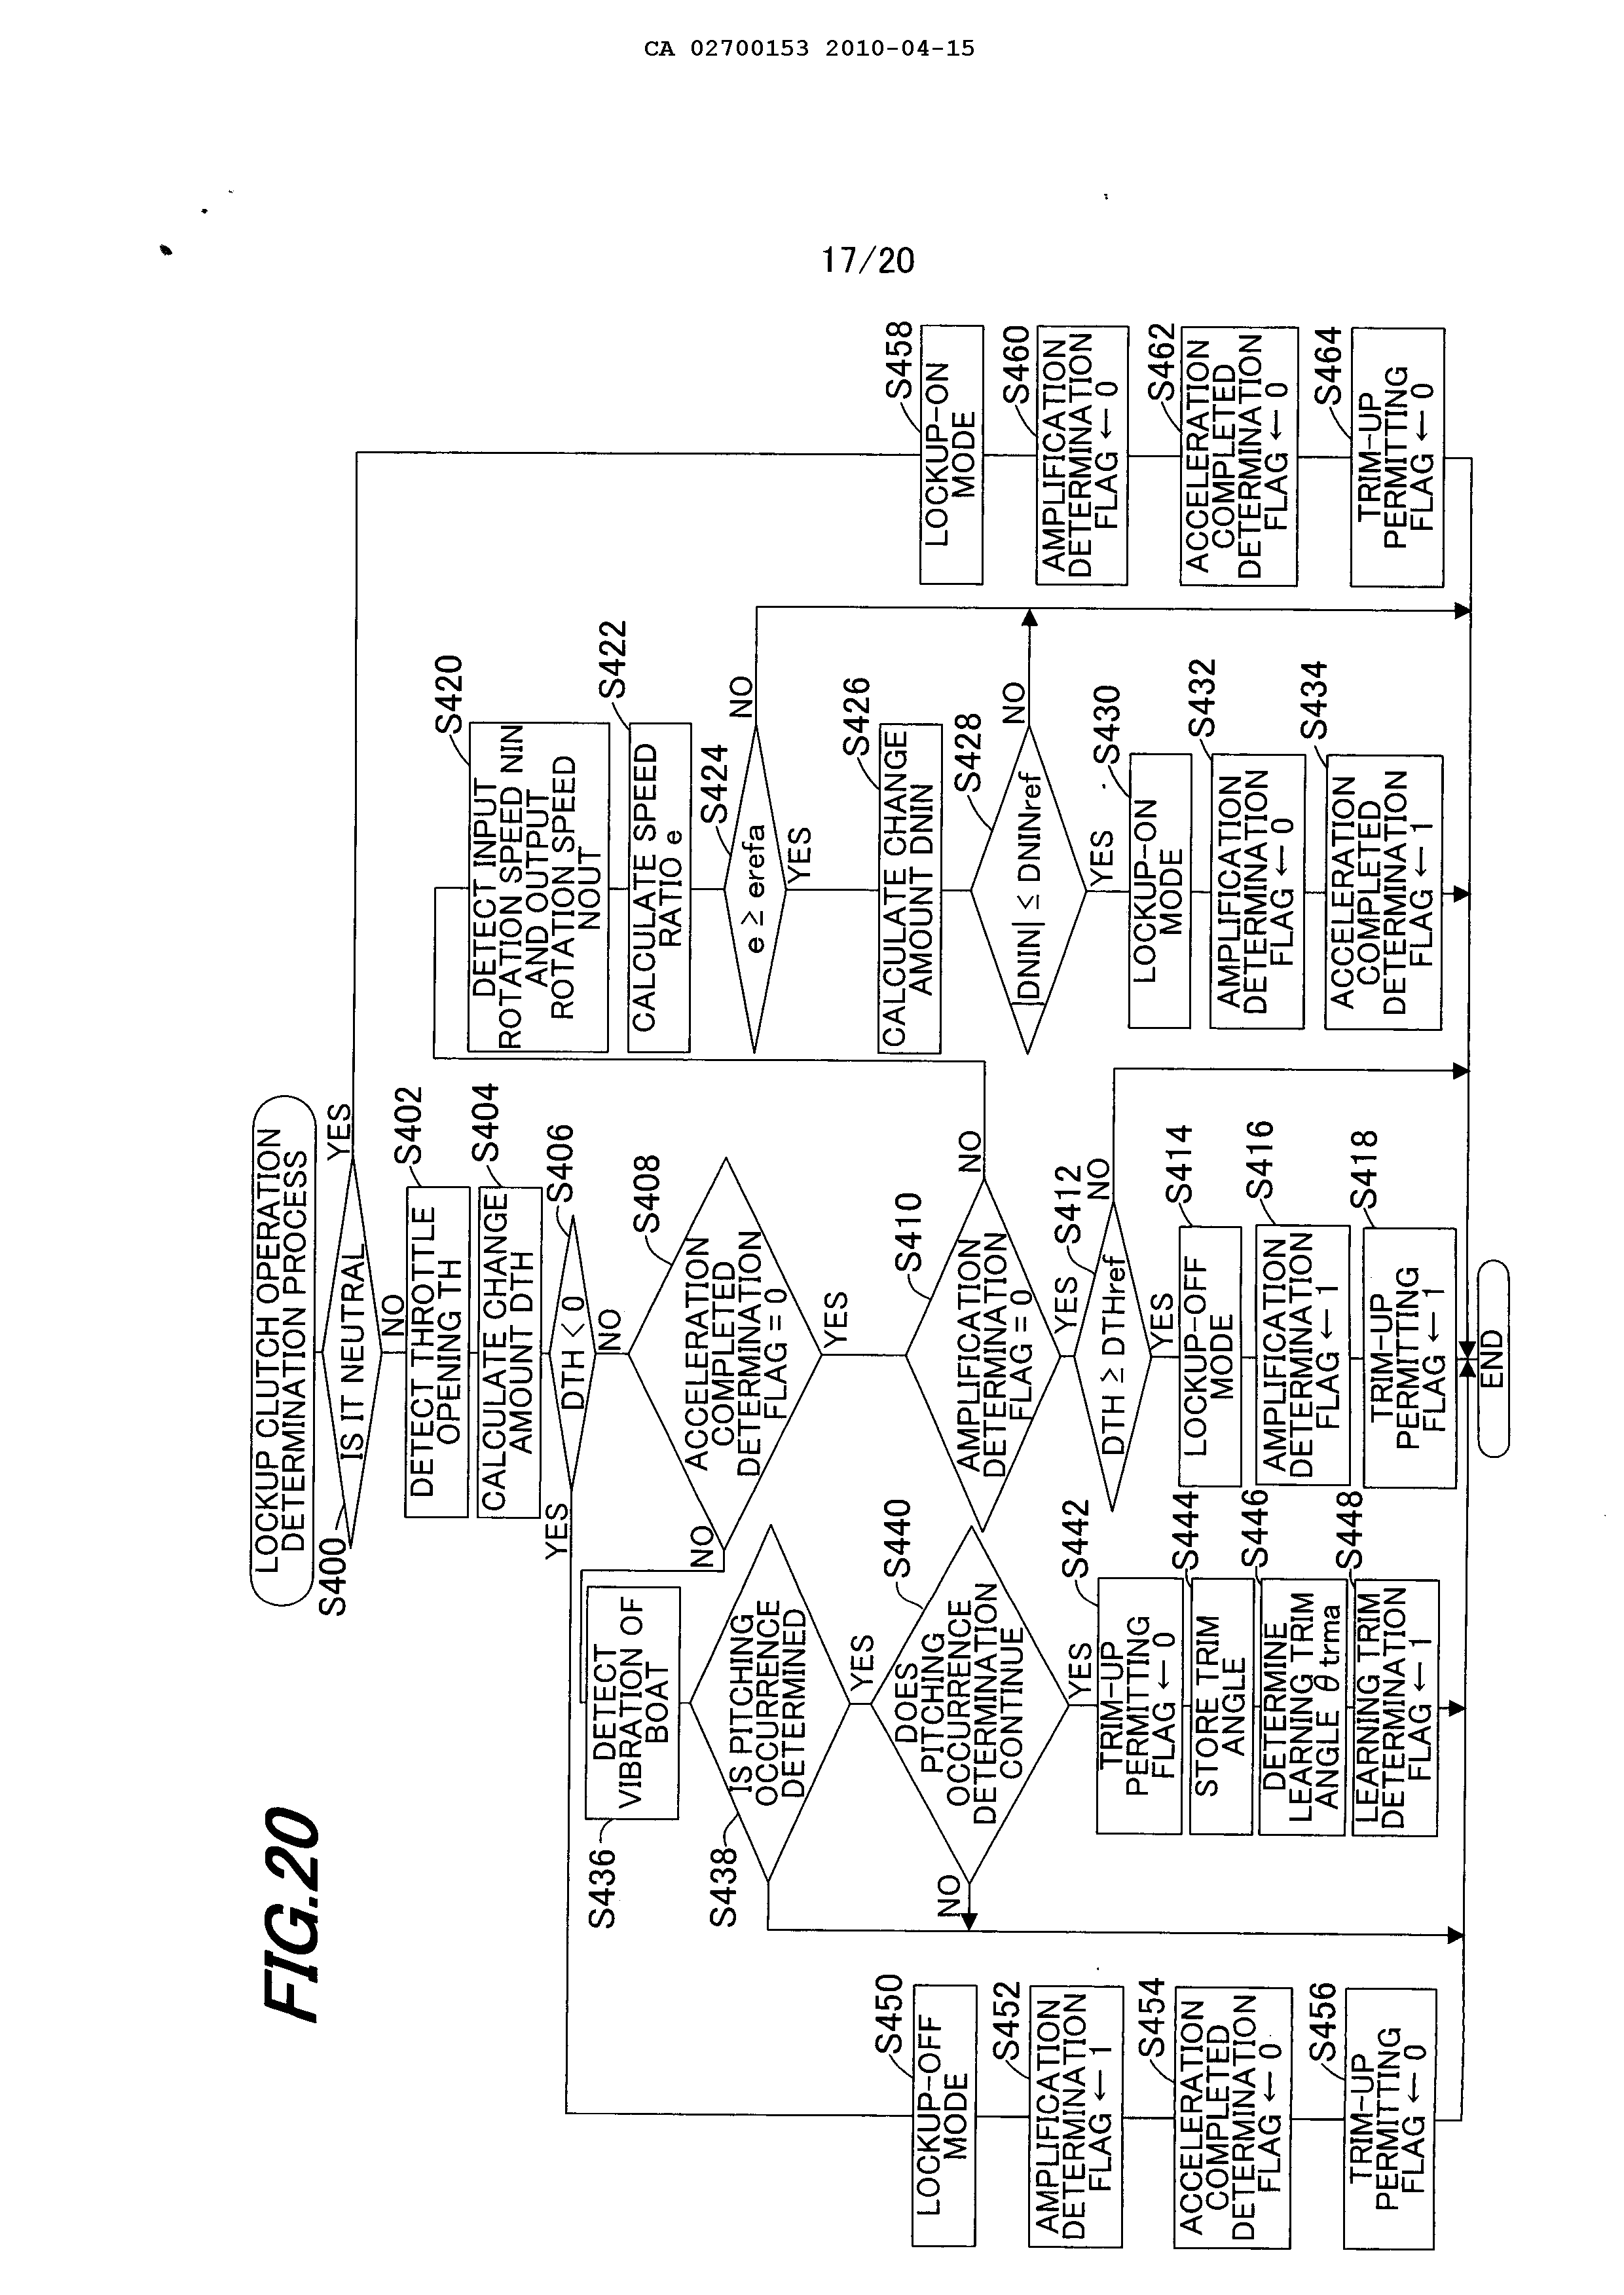 CA 02700153 2010-04-15
17/20
FIG.20
LOCKUP CLUTCH OPERATION
DETERMINATION PROCESS
S400
IS IT NEUTRAL
YES
NO
S402
DETECT THROTTLE
OPENING TH
S404
CALCULATE CHANGE
AMOUNT DTH
S406
DTH < 0
YES
NO
S408
ACCELERATION
COMPLETED
DETERMINATION
FLAG = 0
NO
YES
S410
AMPLIFICATION
DETERMINATION
FLAG = 0
NO
YES
S412
DTH ≥ DTHref
NO
YES
S414
LOCKUP-OFF
MODE
S416
AMPLIFICATION
DETERMINATION
FLAG ← 1
S418
TRIM-UP
PERMITTING
FLAG ← 1
END
S420
DETECT INPUT
ROTATION SPEED NIN
AND OUTPUT
ROTATION SPEED
NOUT
S422
CALCULATE SPEED
RATIO e
S424
e ≥ erefa
NO
YES
S426
CALCULATE CHANGE
AMOUNT DNIN
S428
|DNIN| ≤ DNINref
NO
YES
S430
LOCKUP-ON
MODE
S432
AMPLIFICATION
DETERMINATION
FLAG ← 0
S434
ACCELERATION
COMPLETED
DETERMINATION
FLAG ← 1
S436
DETECT
VIBRATION OF
BOAT
S438
IS PITCHING
OCCURRENCE
DETERMINED
YES
S440
DOES
PITCHING
OCCURRENCE
DETERMINATION
CONTINUE
NO
YES
S442
TRIM-UP
PERMITTING
FLAG ← 0
S444
STORE TRIM
ANGLE
S446
DETERMINE
LEARNING TRIM
ANGLE θ trma
S448
LEARNING TRIM
DETERMINATION
FLAG ← 1
S450
LOCKUP-OFF
MODE
S452
AMPLIFICATION
DETERMINATION
FLAG ← 1
S454
ACCELERATION
COMPLETED
DETERMINATION
FLAG ← 0
S456
TRIM-UP
PERMITTING
FLAG ← 0
S458
LOCKUP-ON
MODE
S460
AMPLIFICATION
DETERMINATION
FLAG ← 0
S462
ACCELERATION
COMPLETED
DETERMINATION
FLAG ← 0
S464
TRIM-UP
PERMITTING
FLAG ← 0